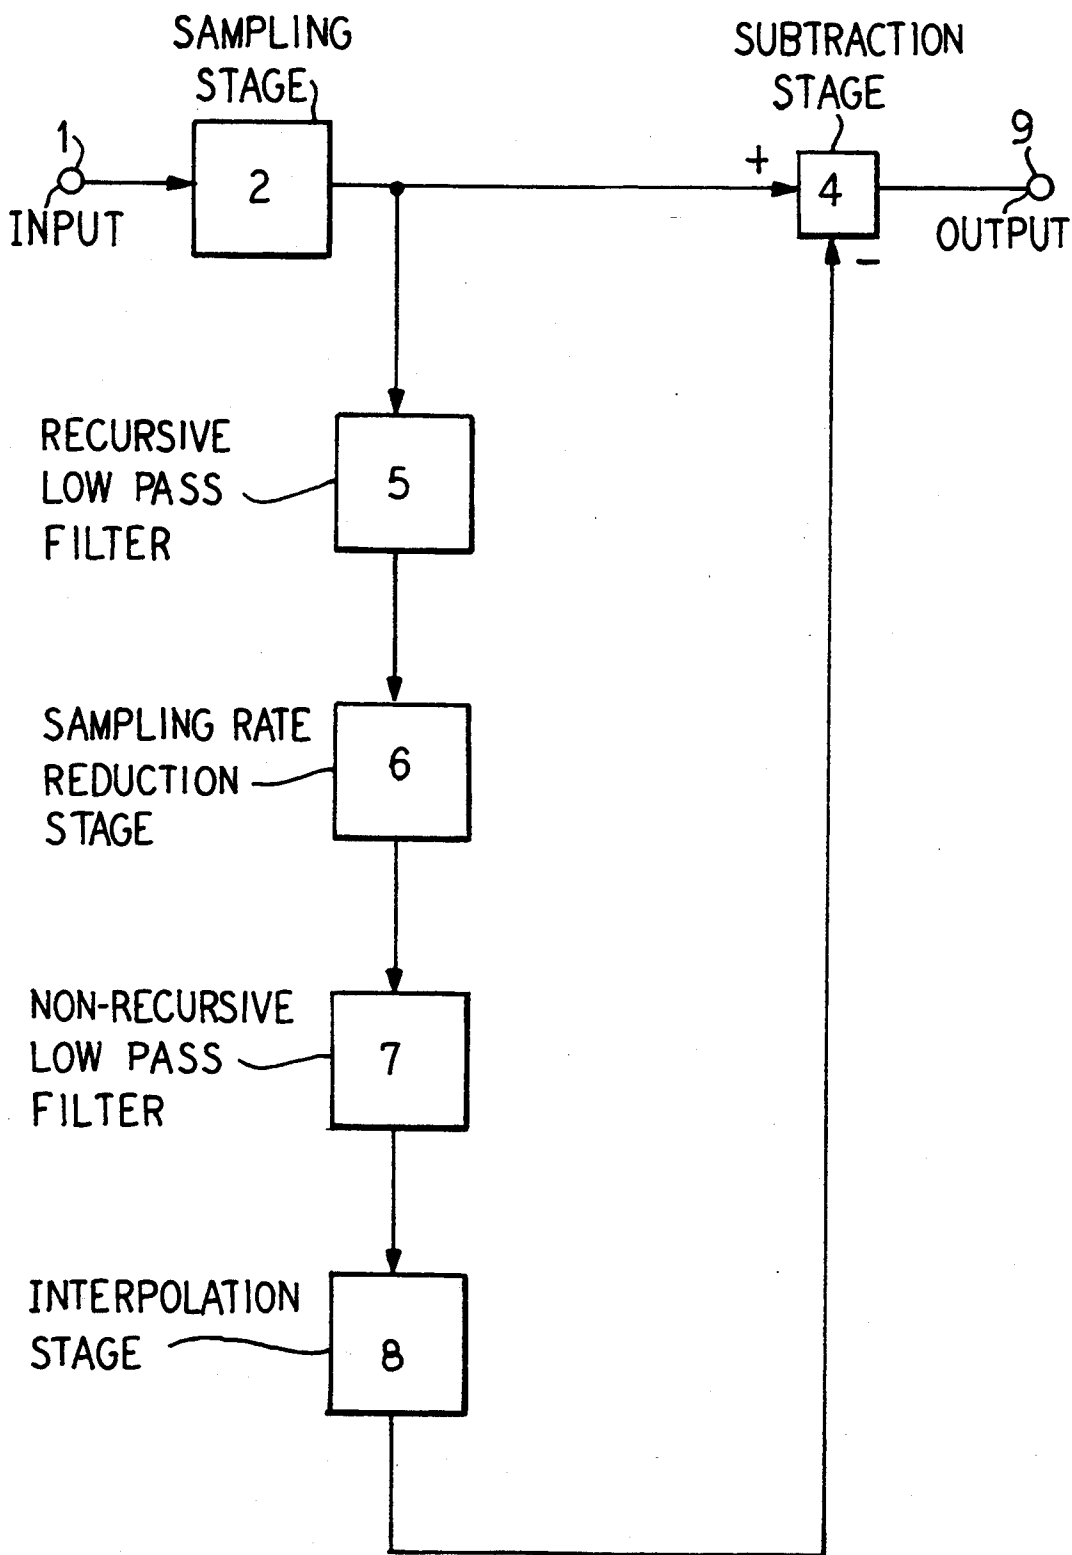 SAMPLING
STAGE
SUBTRACTION
STAGE
1
2
+
4
9
INPUT
OUTPUT
−
RECURSIVE
LOW PASS
FILTER
5
SAMPLING RATE
REDUCTION
STAGE
6
NON-RECURSIVE
LOW PASS
FILTER
7
INTERPOLATION
STAGE
8